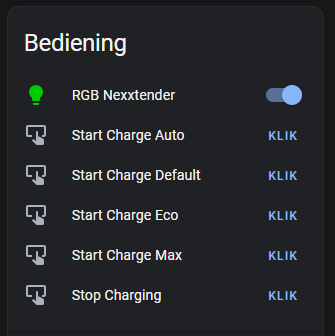 Bediening
RGB Nexxtender
Start Charge Auto KLIK
Start Charge Default KLIK
Start Charge Eco KLIK
Start Charge Max KLIK
Stop Charging KLIK